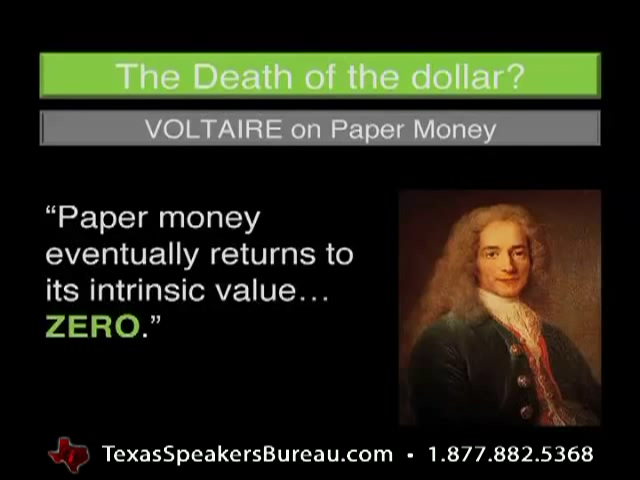 The Death of the dollar?
VOLTAIRE on Paper Money
“Paper money
eventually returns to
its intrinsic value…
ZERO.”
TexasSpeakersBureau.com • 1.877.882.5368